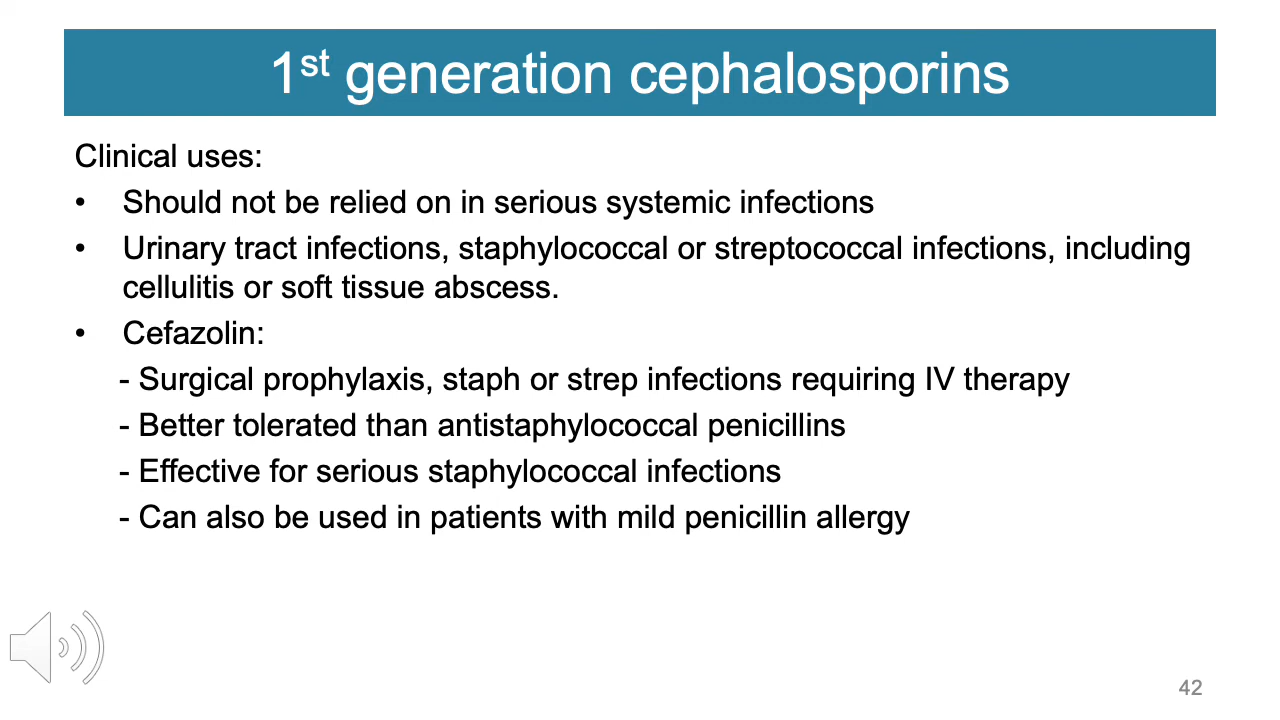 1st generation cephalosporins
Clinical uses:
• Should not be relied on in serious systemic infections
• Urinary tract infections, staphylococcal or streptococcal infections, including
cellulitis or soft tissue abscess.
• Cefazolin:
- Surgical prophylaxis, staph or strep infections requiring IV therapy
- Better tolerated than antistaphylococcal penicillins
- Effective for serious staphylococcal infections
- Can also be used in patients with mild penicillin allergy
42